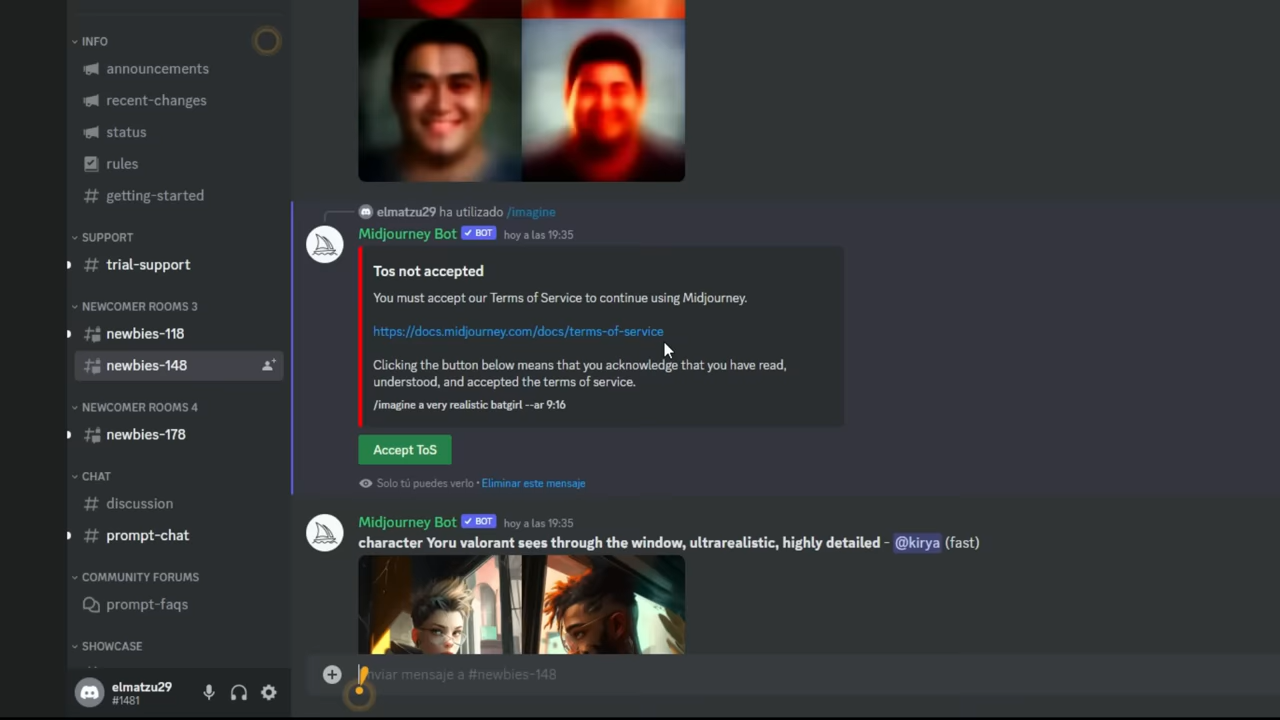 INFO
announcements
recent-changes
status
rules
getting-started
SUPPORT
trial-support
NEWCOMER ROOMS 3
newbies-118
newbies-148
NEWCOMER ROOMS 4
newbies-178
CHAT
discussion
prompt-chat
COMMUNITY FORUMS
prompt-faqs
SHOWCASE
elmatzu29
#1481
elmatzu29 ha utilizado /imagine
Midjourney Bot ✓ BOT hoy a las 19:35
Tos not accepted
You must accept our Terms of Service to continue using Midjourney.
https://docs.midjourney.com/docs/terms-of-service
Clicking the button below means that you acknowledge that you have read,
understood, and accepted the terms of service.
/imagine a very realistic batgirl --ar 9:16
Accept ToS
Solo tú puedes verlo • Eliminar este mensaje
Midjourney Bot ✓ BOT hoy a las 19:35
character Yoru valorant sees through the window, ultrarealistic, highly detailed - @kirya (fast)
nviar mensaje a #newbies-148